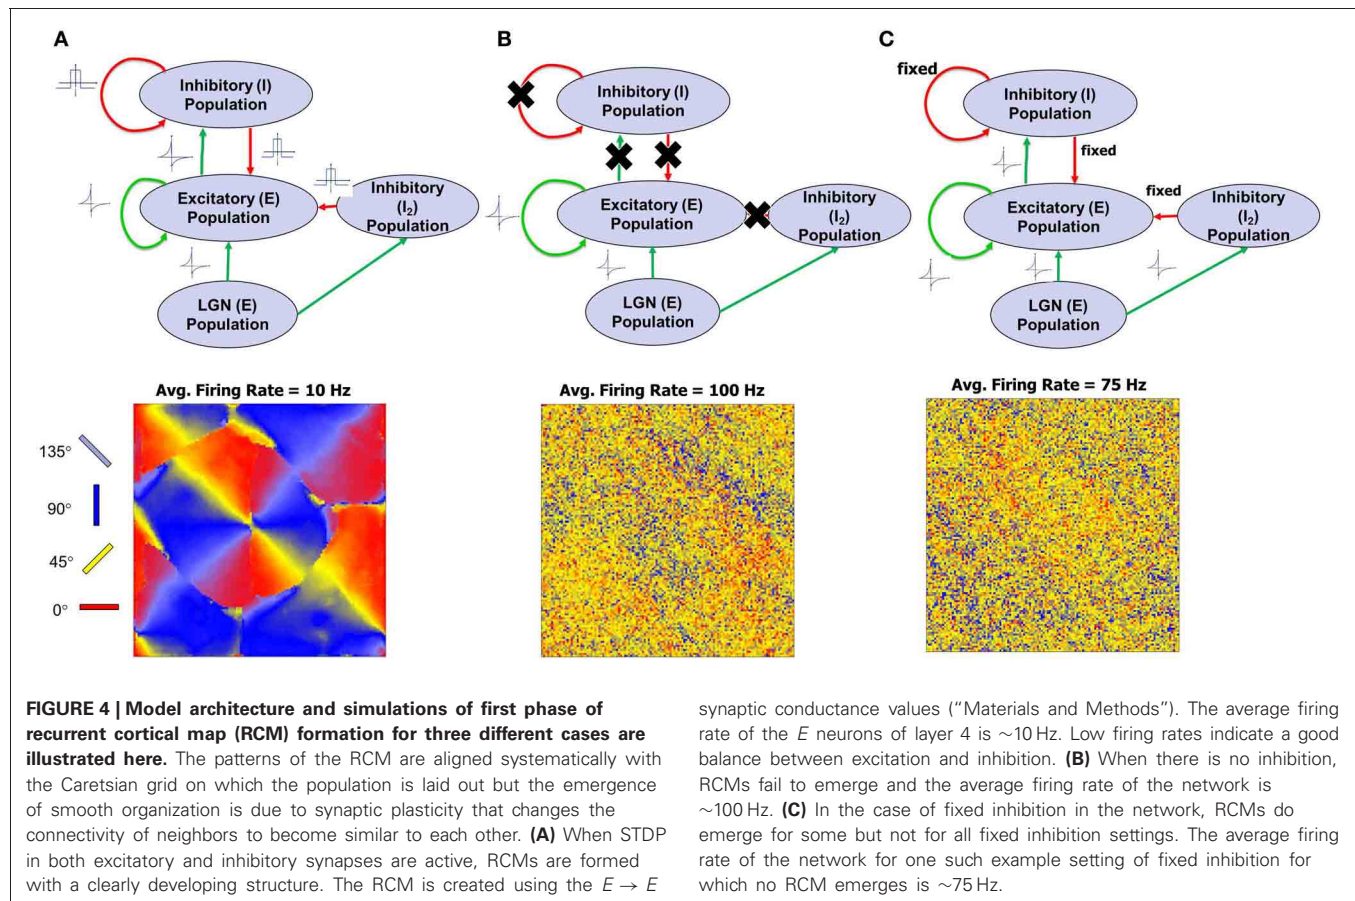 A
Inhibitory (I)
Population
Excitatory (E)
Population
Inhibitory
(I2)
Population
LGN (E)
Population
B
Inhibitory (I)
Population
Excitatory (E)
Population
Inhibitory
(I2)
Population
LGN (E)
Population
C
fixed
Inhibitory (I)
Population
fixed
fixed
Excitatory (E)
Population
Inhibitory
(I2)
Population
LGN (E)
Population
Avg. Firing Rate = 10 Hz
135°
90°
45°
0°
Avg. Firing Rate = 100 Hz
Avg. Firing Rate = 75 Hz
FIGURE 4 | Model architecture and simulations of first phase of
recurrent cortical map (RCM) formation for three different cases are
illustrated here. The patterns of the RCM are aligned systematically with
the Caretsian grid on which the population is laid out but the emergence
of smooth organization is due to synaptic plasticity that changes the
connectivity of neighbors to become similar to each other. (A) When STDP
in both excitatory and inhibitory synapses are active, RCMs are formed
with a clearly developing structure. The RCM is created using the E → E
synaptic conductance values (“Materials and Methods”). The average firing
rate of the E neurons of layer 4 is ~10 Hz. Low firing rates indicate a good
balance between excitation and inhibition. (B) When there is no inhibition,
RCMs fail to emerge and the average firing rate of the network is
~100 Hz. (C) In the case of fixed inhibition in the network, RCMs do
emerge for some but not for all fixed inhibition settings. The average firing
rate of the network for one such example setting of fixed inhibition for
which no RCM emerges is ~75 Hz.